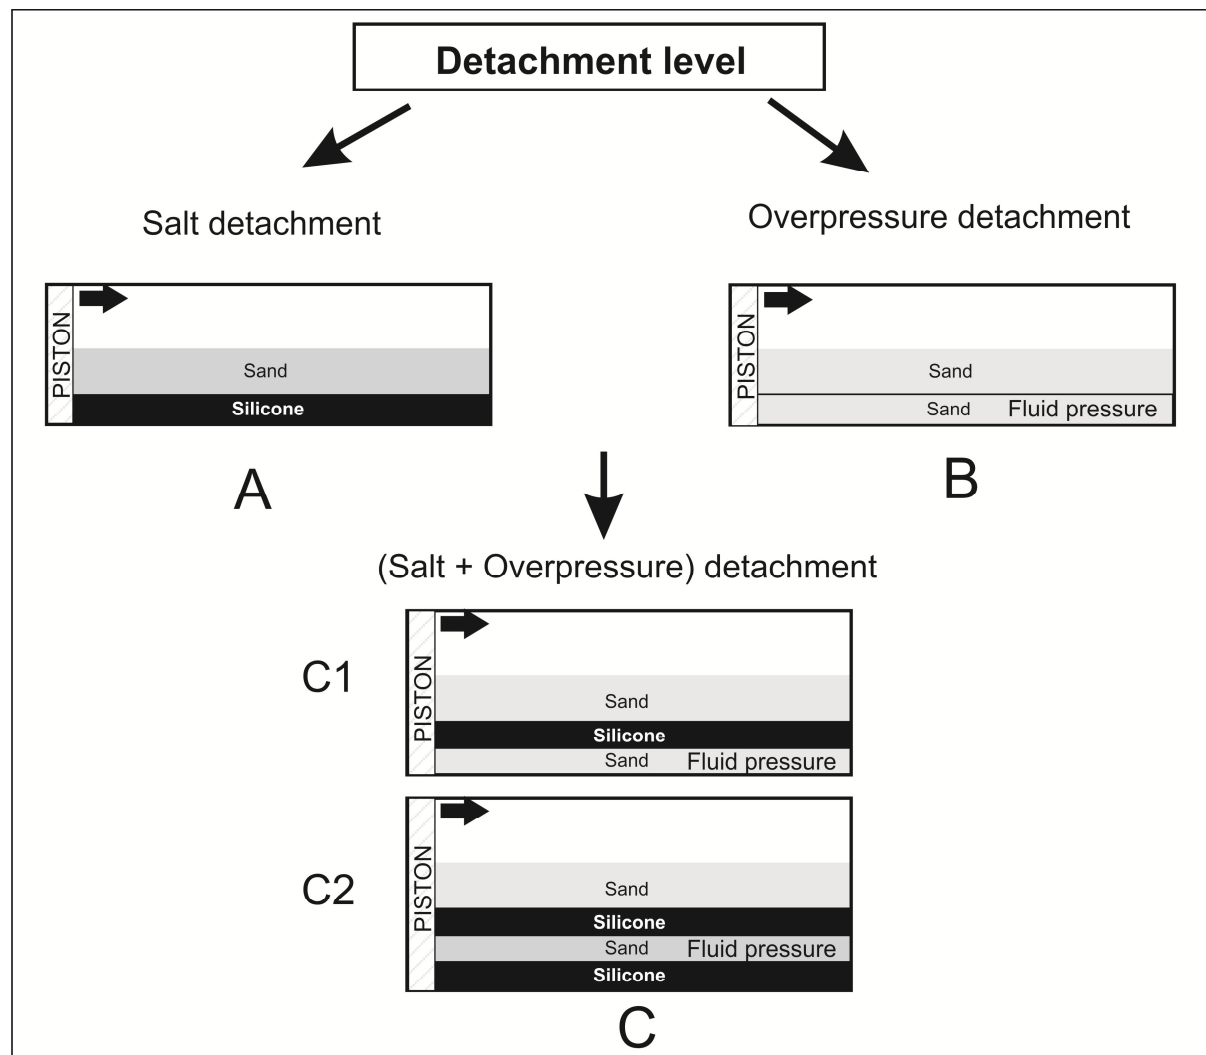 Detachment level
Salt detachment
Overpressure detachment
PISTON
Sand
Silicone
A
PISTON
Sand
Sand Fluid pressure
B
(Salt + Overpressure) detachment
C1
PISTON
Sand
Silicone
Sand Fluid pressure
C2
PISTON
Sand
Silicone
Sand Fluid pressure
Silicone
C